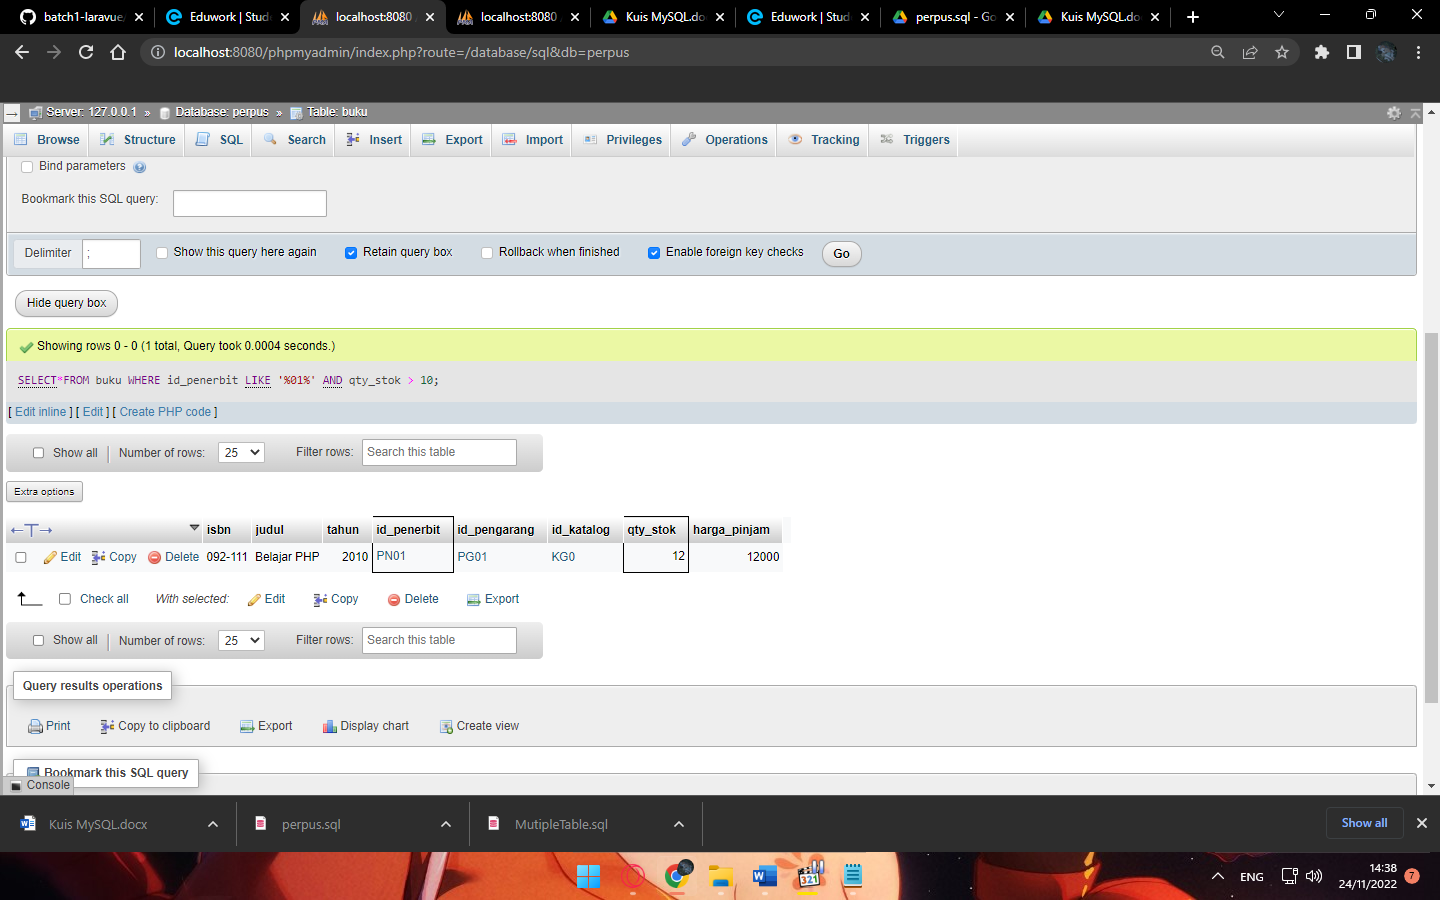 batch1-laravue,
Eduwork | Stud
localhost:8080
localhost:8080
Kuis MySQL.do
Eduwork | Stud
perpus.sql - Go
Kuis MySQL.do
localhost:8080/phpmyadmin/index.php?route=/database/sql&db=perpus
Server: 127.0.0.1 » Database: perpus » Table: buku
Browse Structure SQL Search Insert Export Import Privileges Operations Tracking Triggers
Bind parameters
Bookmark this SQL query:
Delimiter ; Show this query here again Retain query box Rollback when finished Enable foreign key checks Go
Hide query box
Showing rows 0 - 0 (1 total, Query took 0.0004 seconds.)
SELECT*FROM buku WHERE id_penerbit LIKE '%01%' AND qty_stok > 10;
[ Edit inline ] [ Edit ] [ Create PHP code ]
Show all Number of rows: 25 Filter rows: Search this table
Extra options
isbn judul tahun id_penerbit id_pengarang id_katalog qty_stok harga_pinjam
Edit Copy Delete 092-111 Belajar PHP 2010 PN01 PG01 KG0 12 12000
Check all With selected: Edit Copy Delete Export
Show all Number of rows: 25 Filter rows: Search this table
Query results operations
Print Copy to clipboard Export Display chart Create view
Bookmark this SQL query
Console
Kuis MySQL.docx perpus.sql MutipleTable.sql Show all
321
ENG 14:38 7
24/11/2022